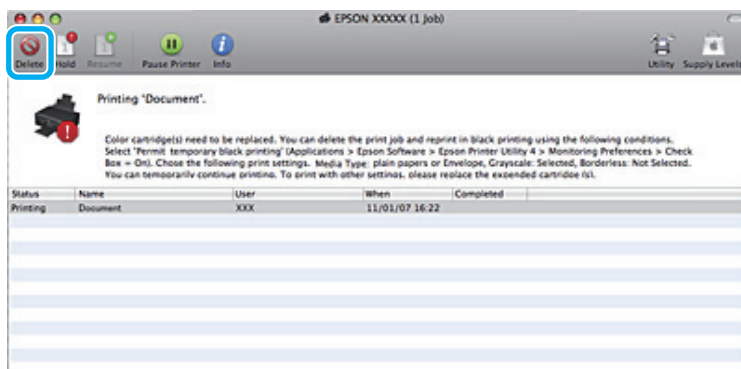 EPSON XXXXX (1 Job)
Delete Hold Resume Pause Printer Info Utility Supply Levels
Printing "Document".
Color cartridge(s) need to be replaced. You can delete the print job and reprint in black printing using the following conditions.
Select "Permit temporary black printing" (Applications > Epson Software > Epson Printer Utility 4 > Monitoring Preferences > Check
Box = On). Chose the following print settings. Media Type: plain papers or Envelope, Grayscale: Selected, Borderless: Not Selected.
You can temporarily continue printing. To print with other settings, please replace the expended cartridge (s).
Status Name User When Completed
Printing Document XXX 11/01/07 16:22